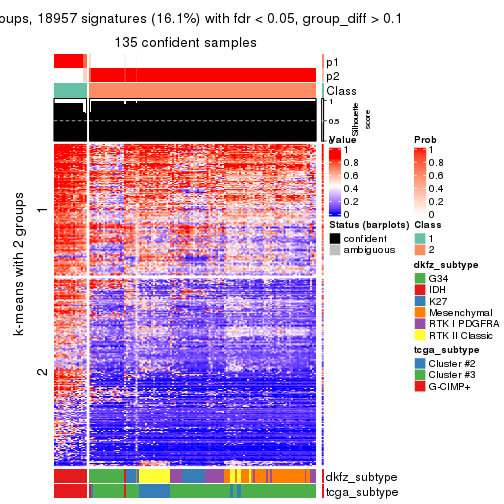 oups, 18957 signatures (16.1%) with fdr < 0.05, group_diff > 0.1
135 confident samples
p1
p2
Class
1
0.5
Silhouette
score
k-means with 2 groups
1
2
Value
1
0.8
0.6
0.4
0.2
0
Prob
1
0.8
0.6
0.4
0.2
0
Status (barplots)
confident
ambiguous
Class
1
2
dkfz_subtype
G34
IDH
K27
Mesenchymal
RTK I PDGFRA
RTK II Classic
tcga_subtype
Cluster #2
Cluster #3
G-CIMP+
dkfz_subtype
tcga_subtype